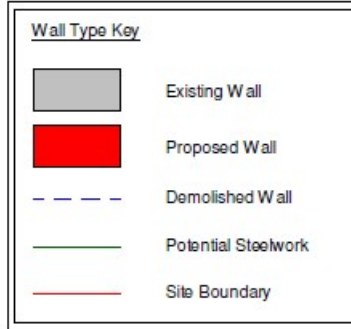 Wall Type Key
Existing Wall
Proposed Wall
Demolished Wall
Potential Steelwork
Site Boundary